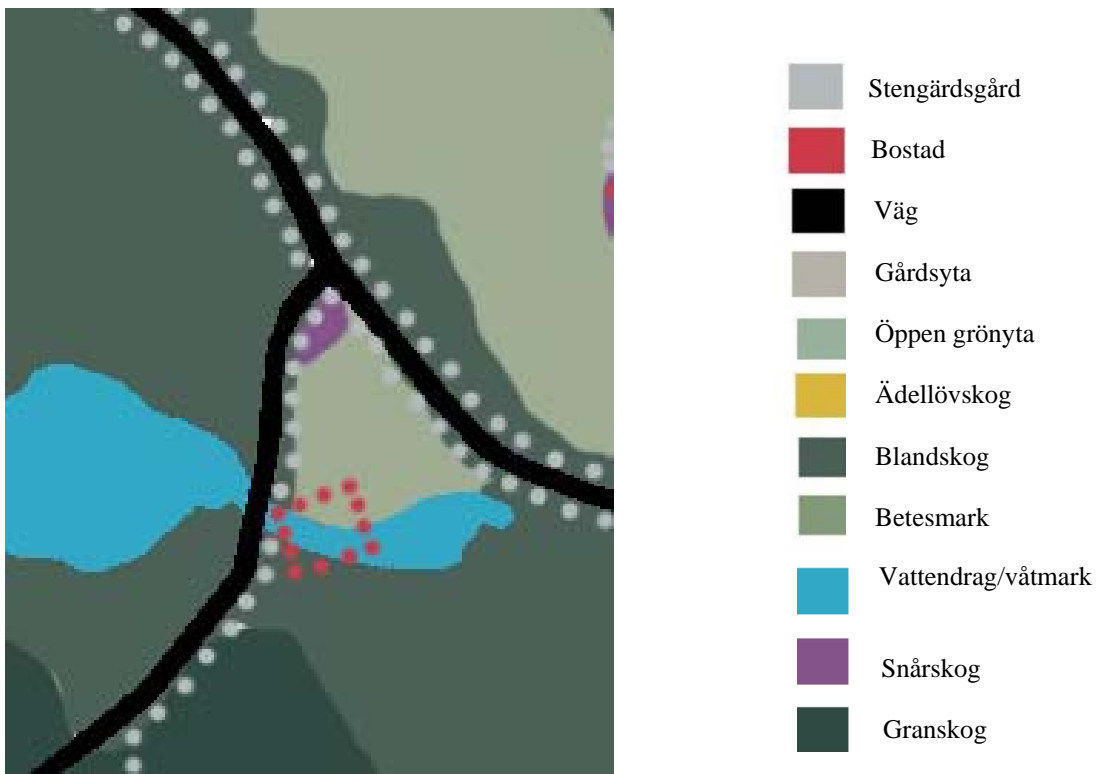 Stengärdsgård
Bostad
Väg
Gårdsyta
Öppen grönyta
Ädellövskog
Blandskog
Betesmark
Vattendrag/våtmark
Snårskog
Granskog